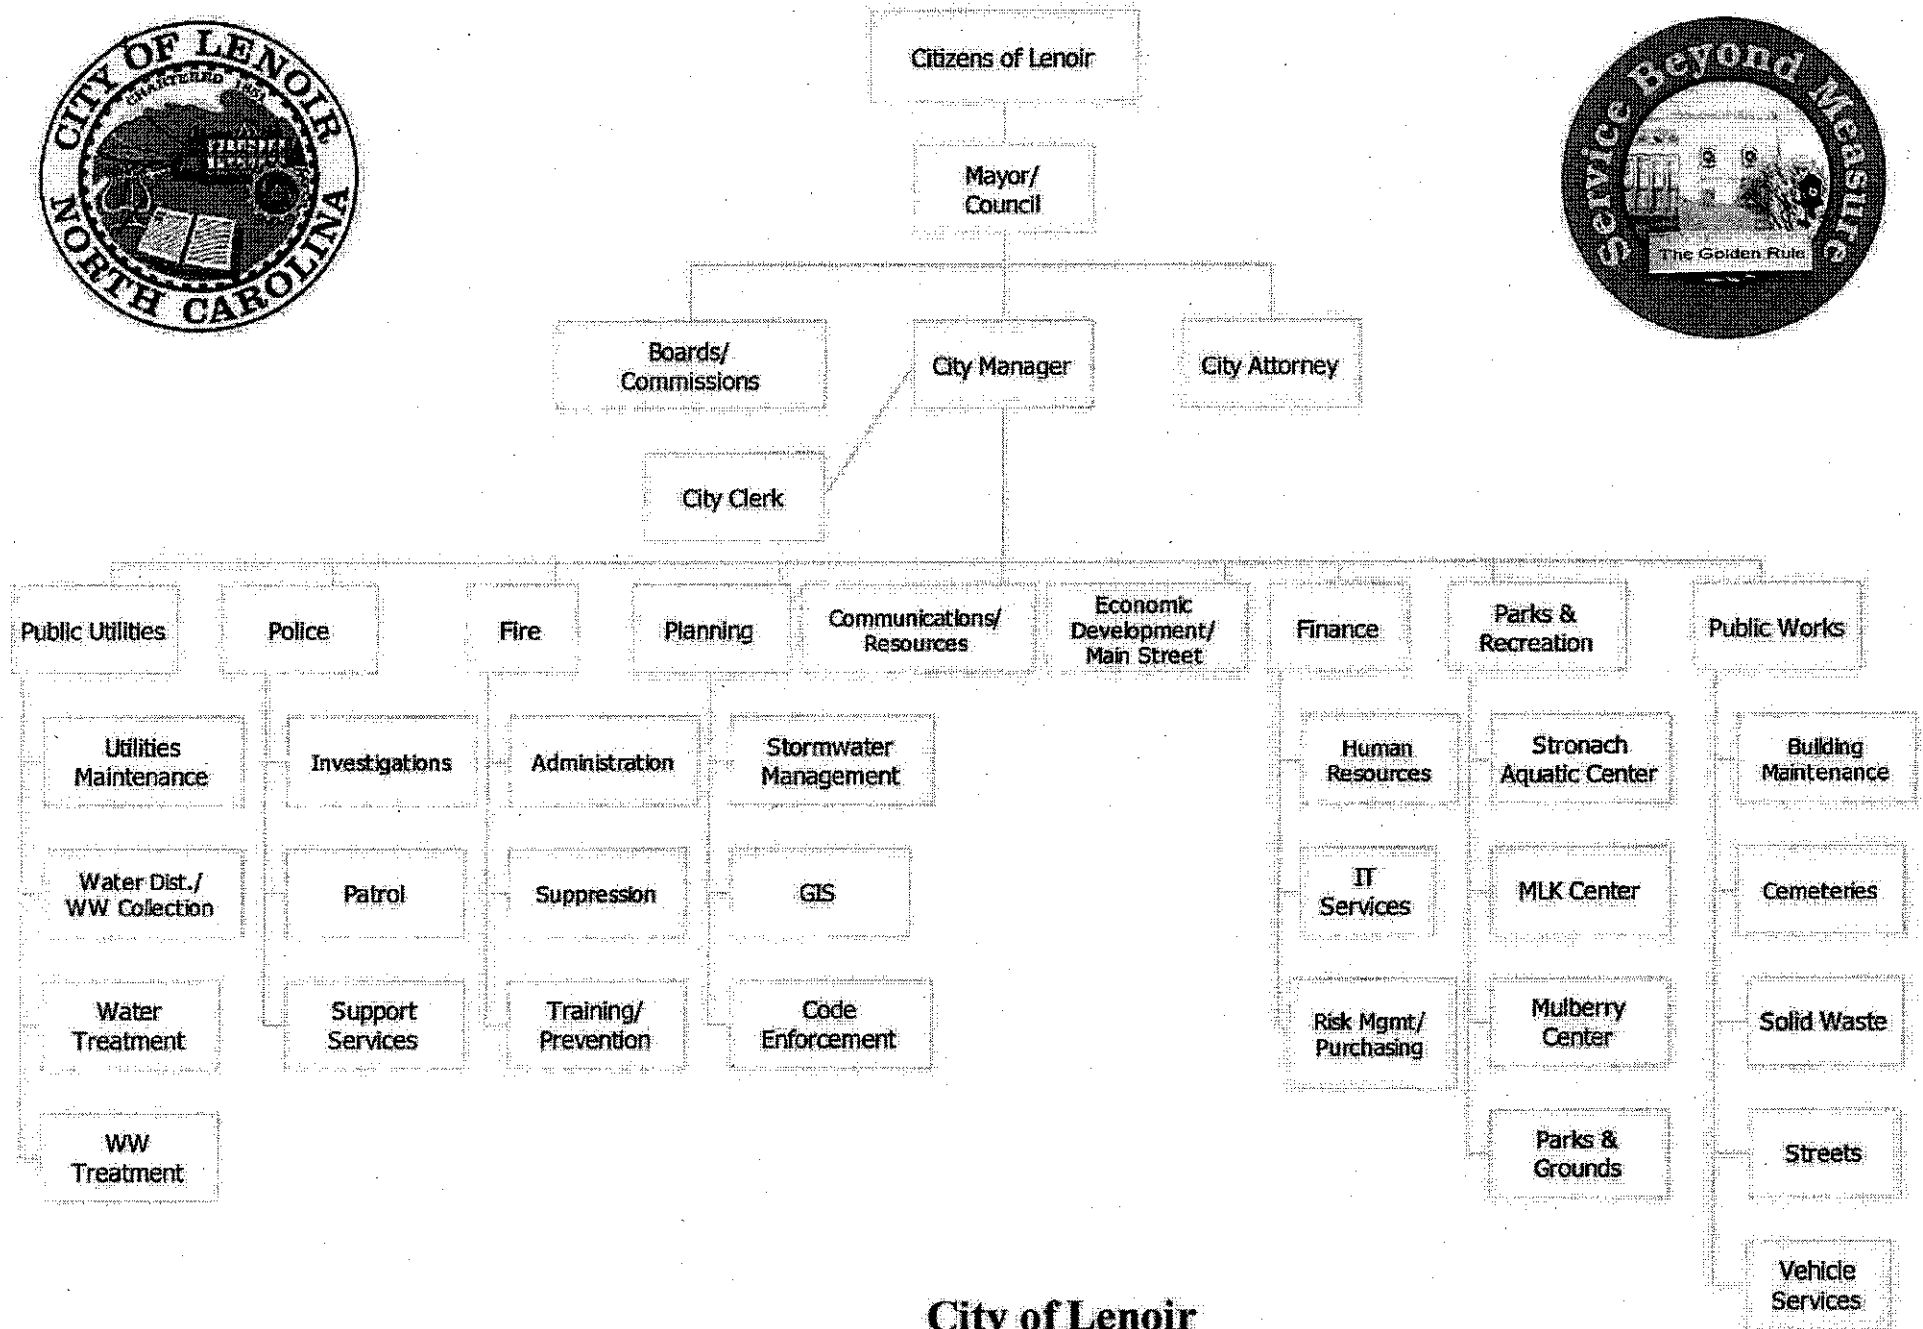 CITY OF LENOIR
CHARTERED 1851
NORTH CAROLINA
Service Beyond Measure
The Golden Rule
Citizens of Lenoir
Mayor/
Council
Boards/
Commissions
City Manager
City Attorney
City Clerk
Public Utilities
Police
Fire
Planning
Communications/
Resources
Economic
Development/
Main Street
Finance
Parks &
Recreation
Public Works
Utilities
Maintenance
Investigations
Administration
Stormwater
Management
Human
Resources
Stronach
Aquatic Center
Building
Maintenance
Water Dist./
WW Collection
Patrol
Suppression
GIS
IT
Services
MLK Center
Cemeteries
Water
Treatment
Support
Services
Training/
Prevention
Code
Enforcement
Risk Mgmt/
Purchasing
Mulberry
Center
Solid Waste
WW
Treatment
Parks &
Grounds
Streets
Vehicle
Services
City of Lenoir